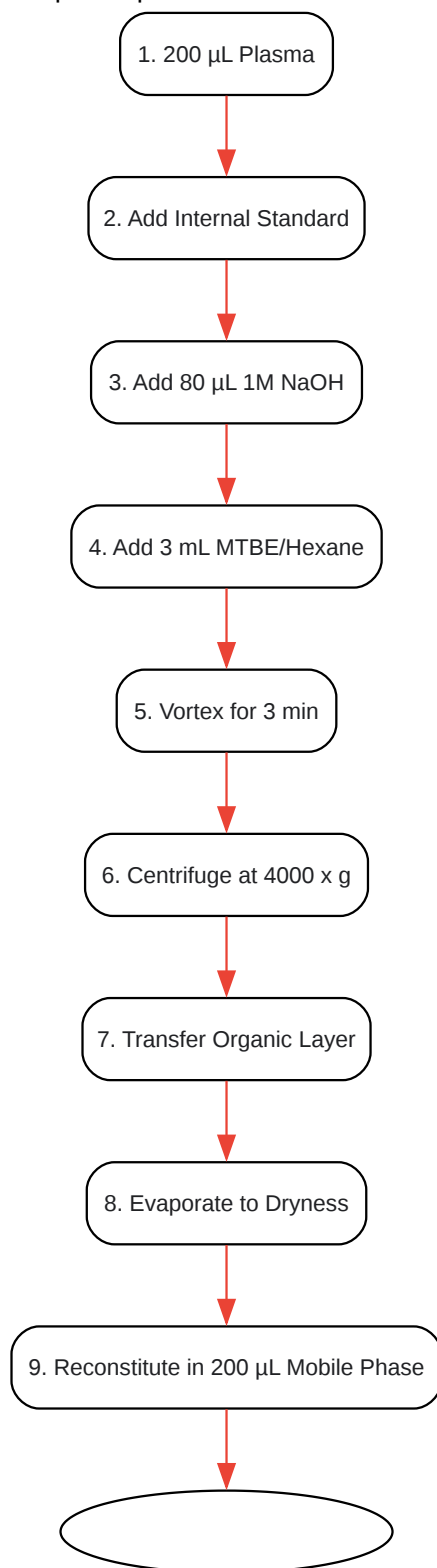 1. 200 µL Plasma
2. Add Internal Standard
3. Add 80 µL 1M NaOH
4. Add 3 mL MTBE/Hexane
5. Vortex for 3 min
6. Centrifuge at 4000 x g
7. Transfer Organic Layer
8. Evaporate to Dryness
9. Reconstitute in 200 µL Mobile Phase